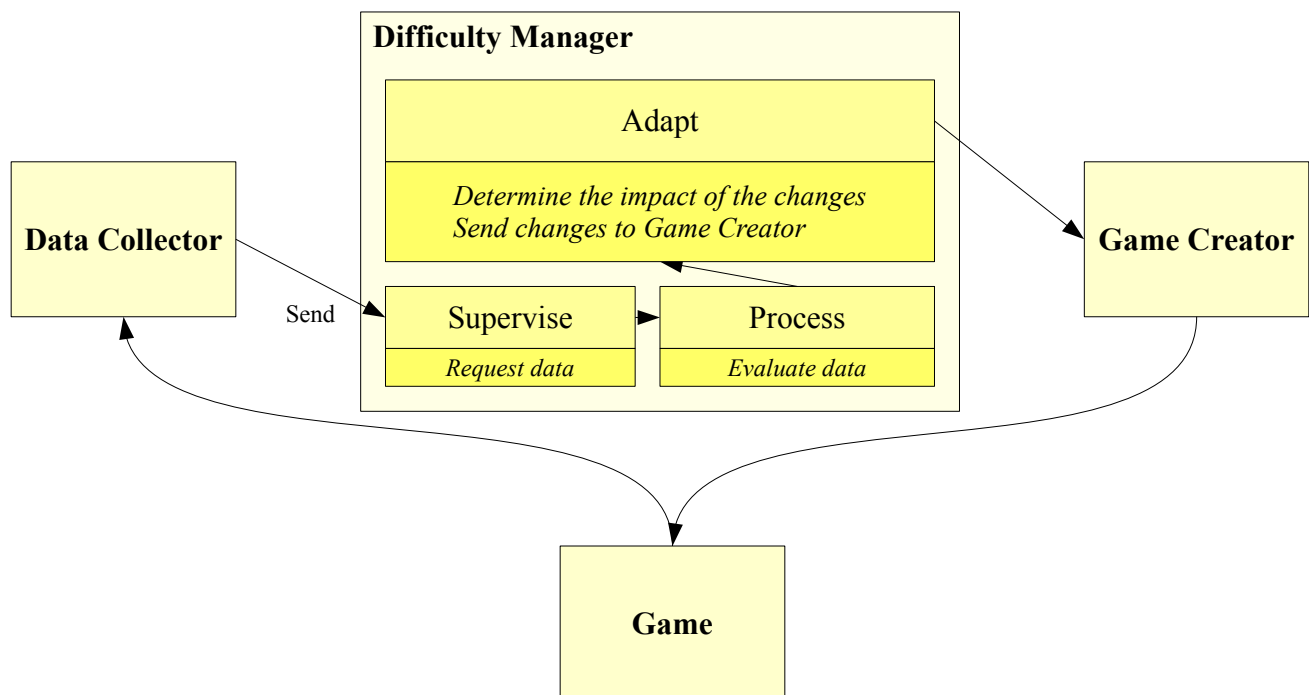 Difficulty Manager
Adapt
Determine the impact of the changes
Send changes to Game Creator
Data Collector
Game Creator
Send
Supervise
Process
Request data
Evaluate data
Game